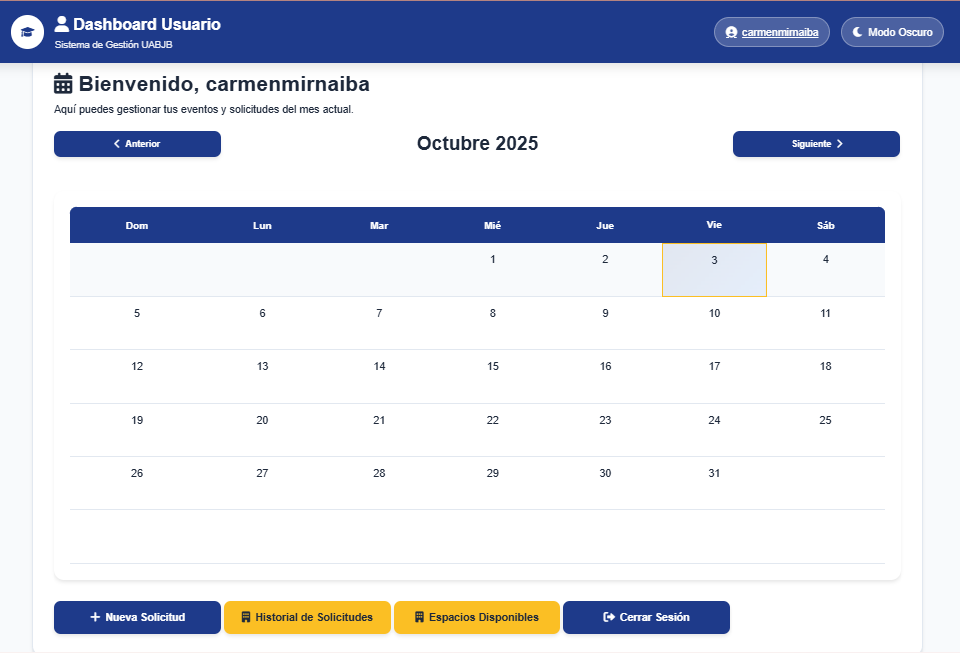 Dashboard Usuario
Sistema de Gestión UABJB
carmenmirnaiba
Modo Oscuro
Bienvenido, carmenmirnaiba
Aquí puedes gestionar tus eventos y solicitudes del mes actual.
Anterior
Octubre 2025
Siguiente
Dom Lun Mar Mié Jue Vie Sáb
1 2 3 4
5 6 7 8 9 10 11
12 13 14 15 16 17 18
19 20 21 22 23 24 25
26 27 28 29 30 31
Nueva Solicitud
Historial de Solicitudes
Espacios Disponibles
Cerrar Sesión